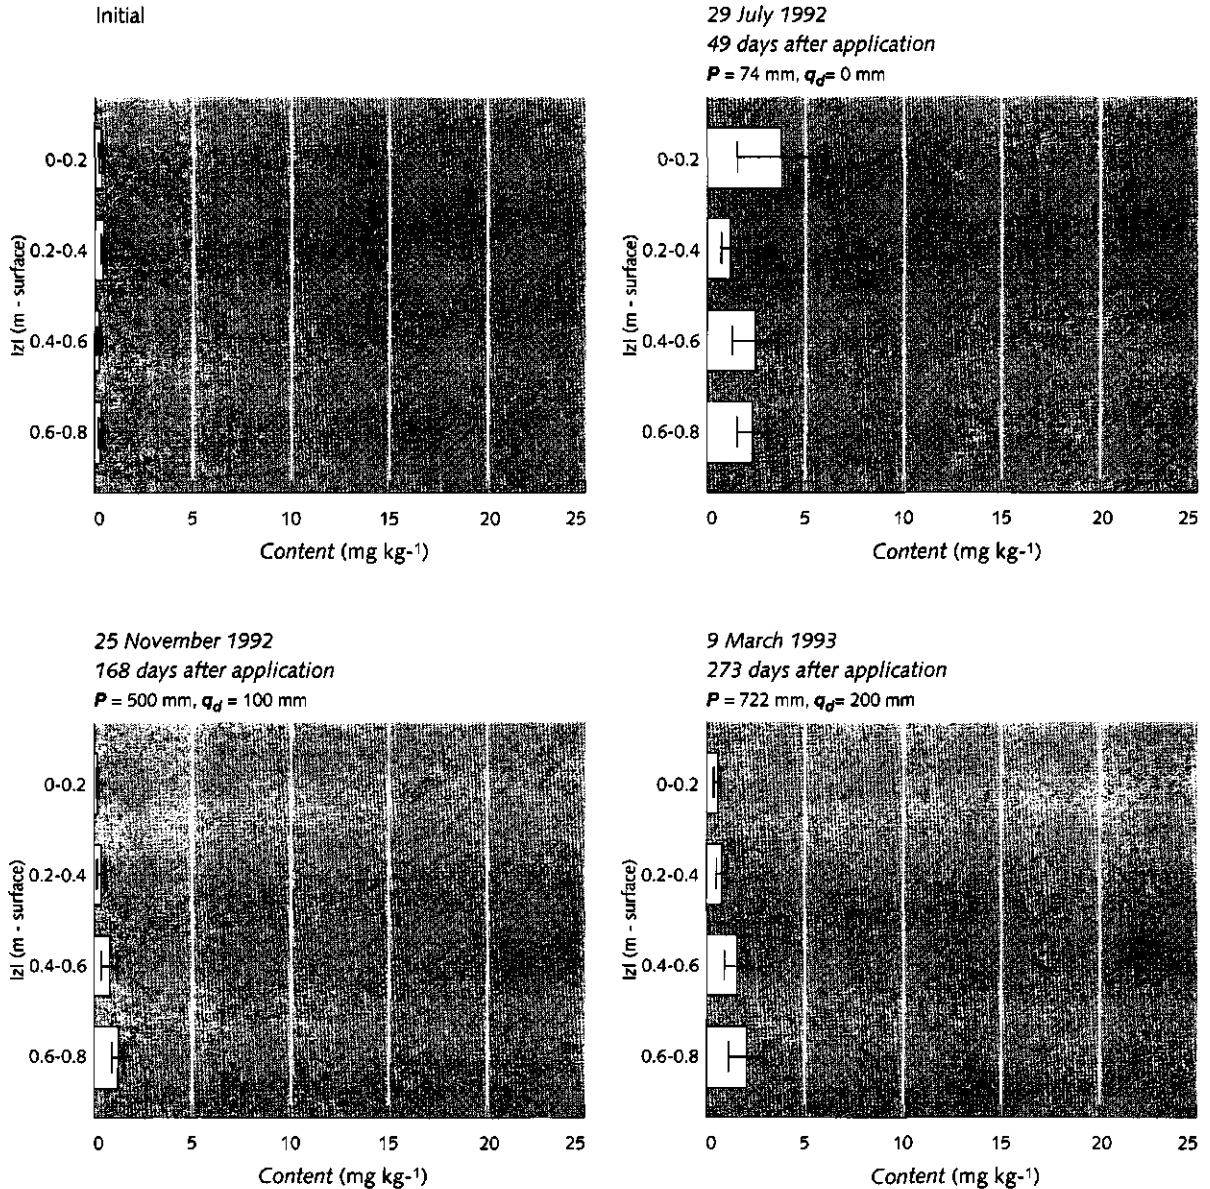 Initial
0-0.2
0.2-0.4
0.4-0.6
0.6-0.8
|z| (m - surface)
0 5 10 15 20 25
Content (mg kg-1)
29 July 1992
49 days after application
P = 74 mm, qd= 0 mm
0-0.2
0.2-0.4
0.4-0.6
0.6-0.8
|z| (m - surface)
0 5 10 15 20 25
Content (mg kg-1)
25 November 1992
168 days after application
P = 500 mm, qd = 100 mm
0-0.2
0.2-0.4
0.4-0.6
0.6-0.8
|z| (m - surface)
0 5 10 15 20 25
Content (mg kg-1)
9 March 1993
273 days after application
P = 722 mm, qd= 200 mm
0-0.2
0.2-0.4
0.4-0.6
0.6-0.8
|z| (m - surface)
0 5 10 15 20 25
Content (mg kg-1)